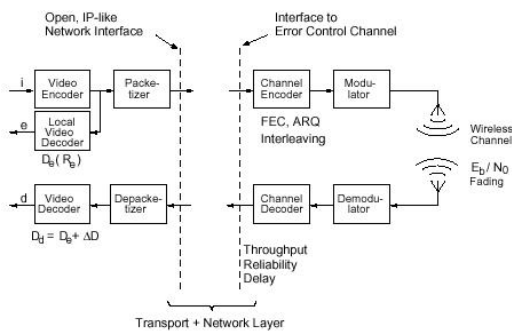 Open, IP-like
Network Interface
Interface to
Error Control Channel
i
Video
Encoder
Packe-
tizer
Channel
Encoder
Modu-
lator
e
Local
Video
Decoder
Dₑ(Rₑ)
FEC, ARQ
Interleaving
Wireless
Channel
E_b / N₀
Fading
d
Video
Decoder
Depacke-
tizer
Channel
Decoder
Demodu-
lator
D_d = Dₑ + ΔD
Throughput
Reliability
Delay
Transport + Network Layer